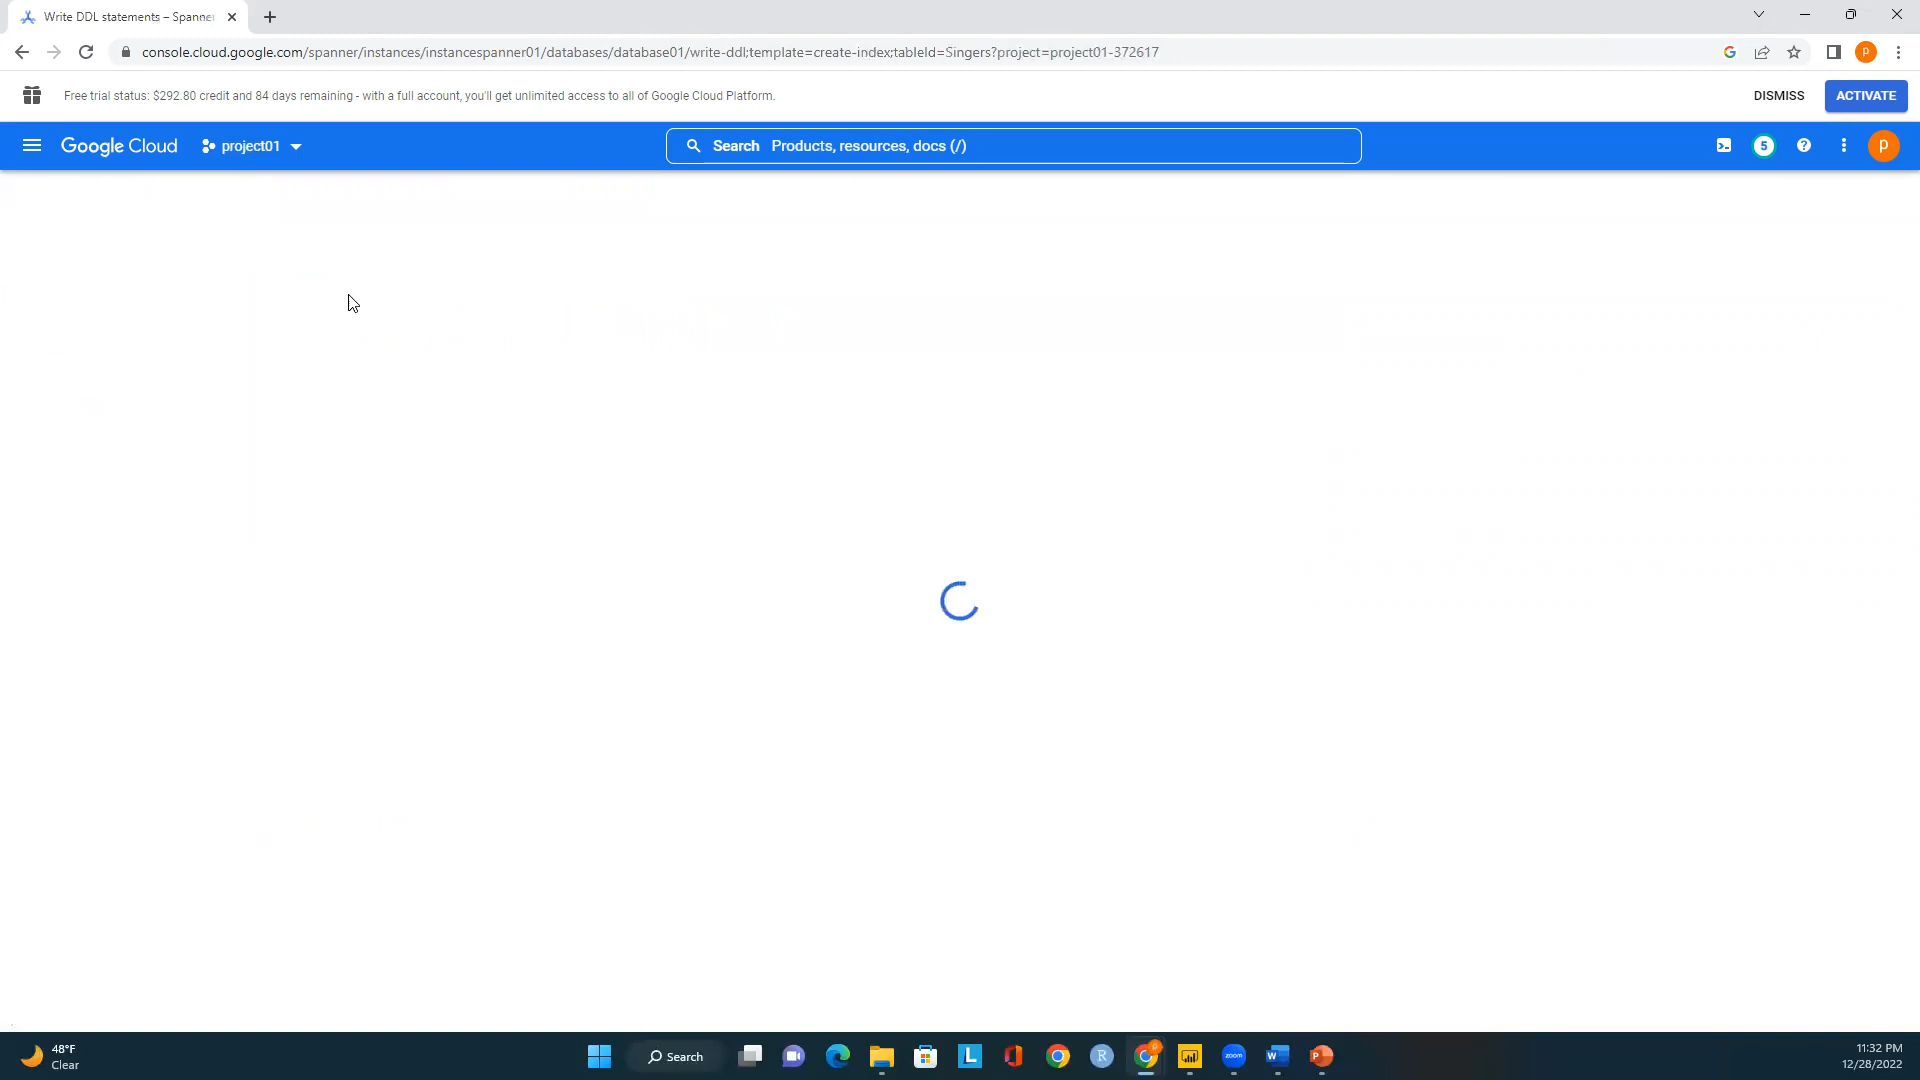 Write DDL statements – Spanner
console.cloud.google.com/spanner/instances/instancespanner01/databases/database01/write-ddl;template=create-index;tableId=Singers?project=project01-372617
P
Free trial status: $292.80 credit and 84 days remaining - with a full account, you'll get unlimited access to all of Google Cloud Platform.
DISMISS
ACTIVATE
Google Cloud
project01
Search Products, resources, docs (/)
5
P
48°F
Clear
Search
L
R
zoom
W
P
11:32 PM
12/28/2022